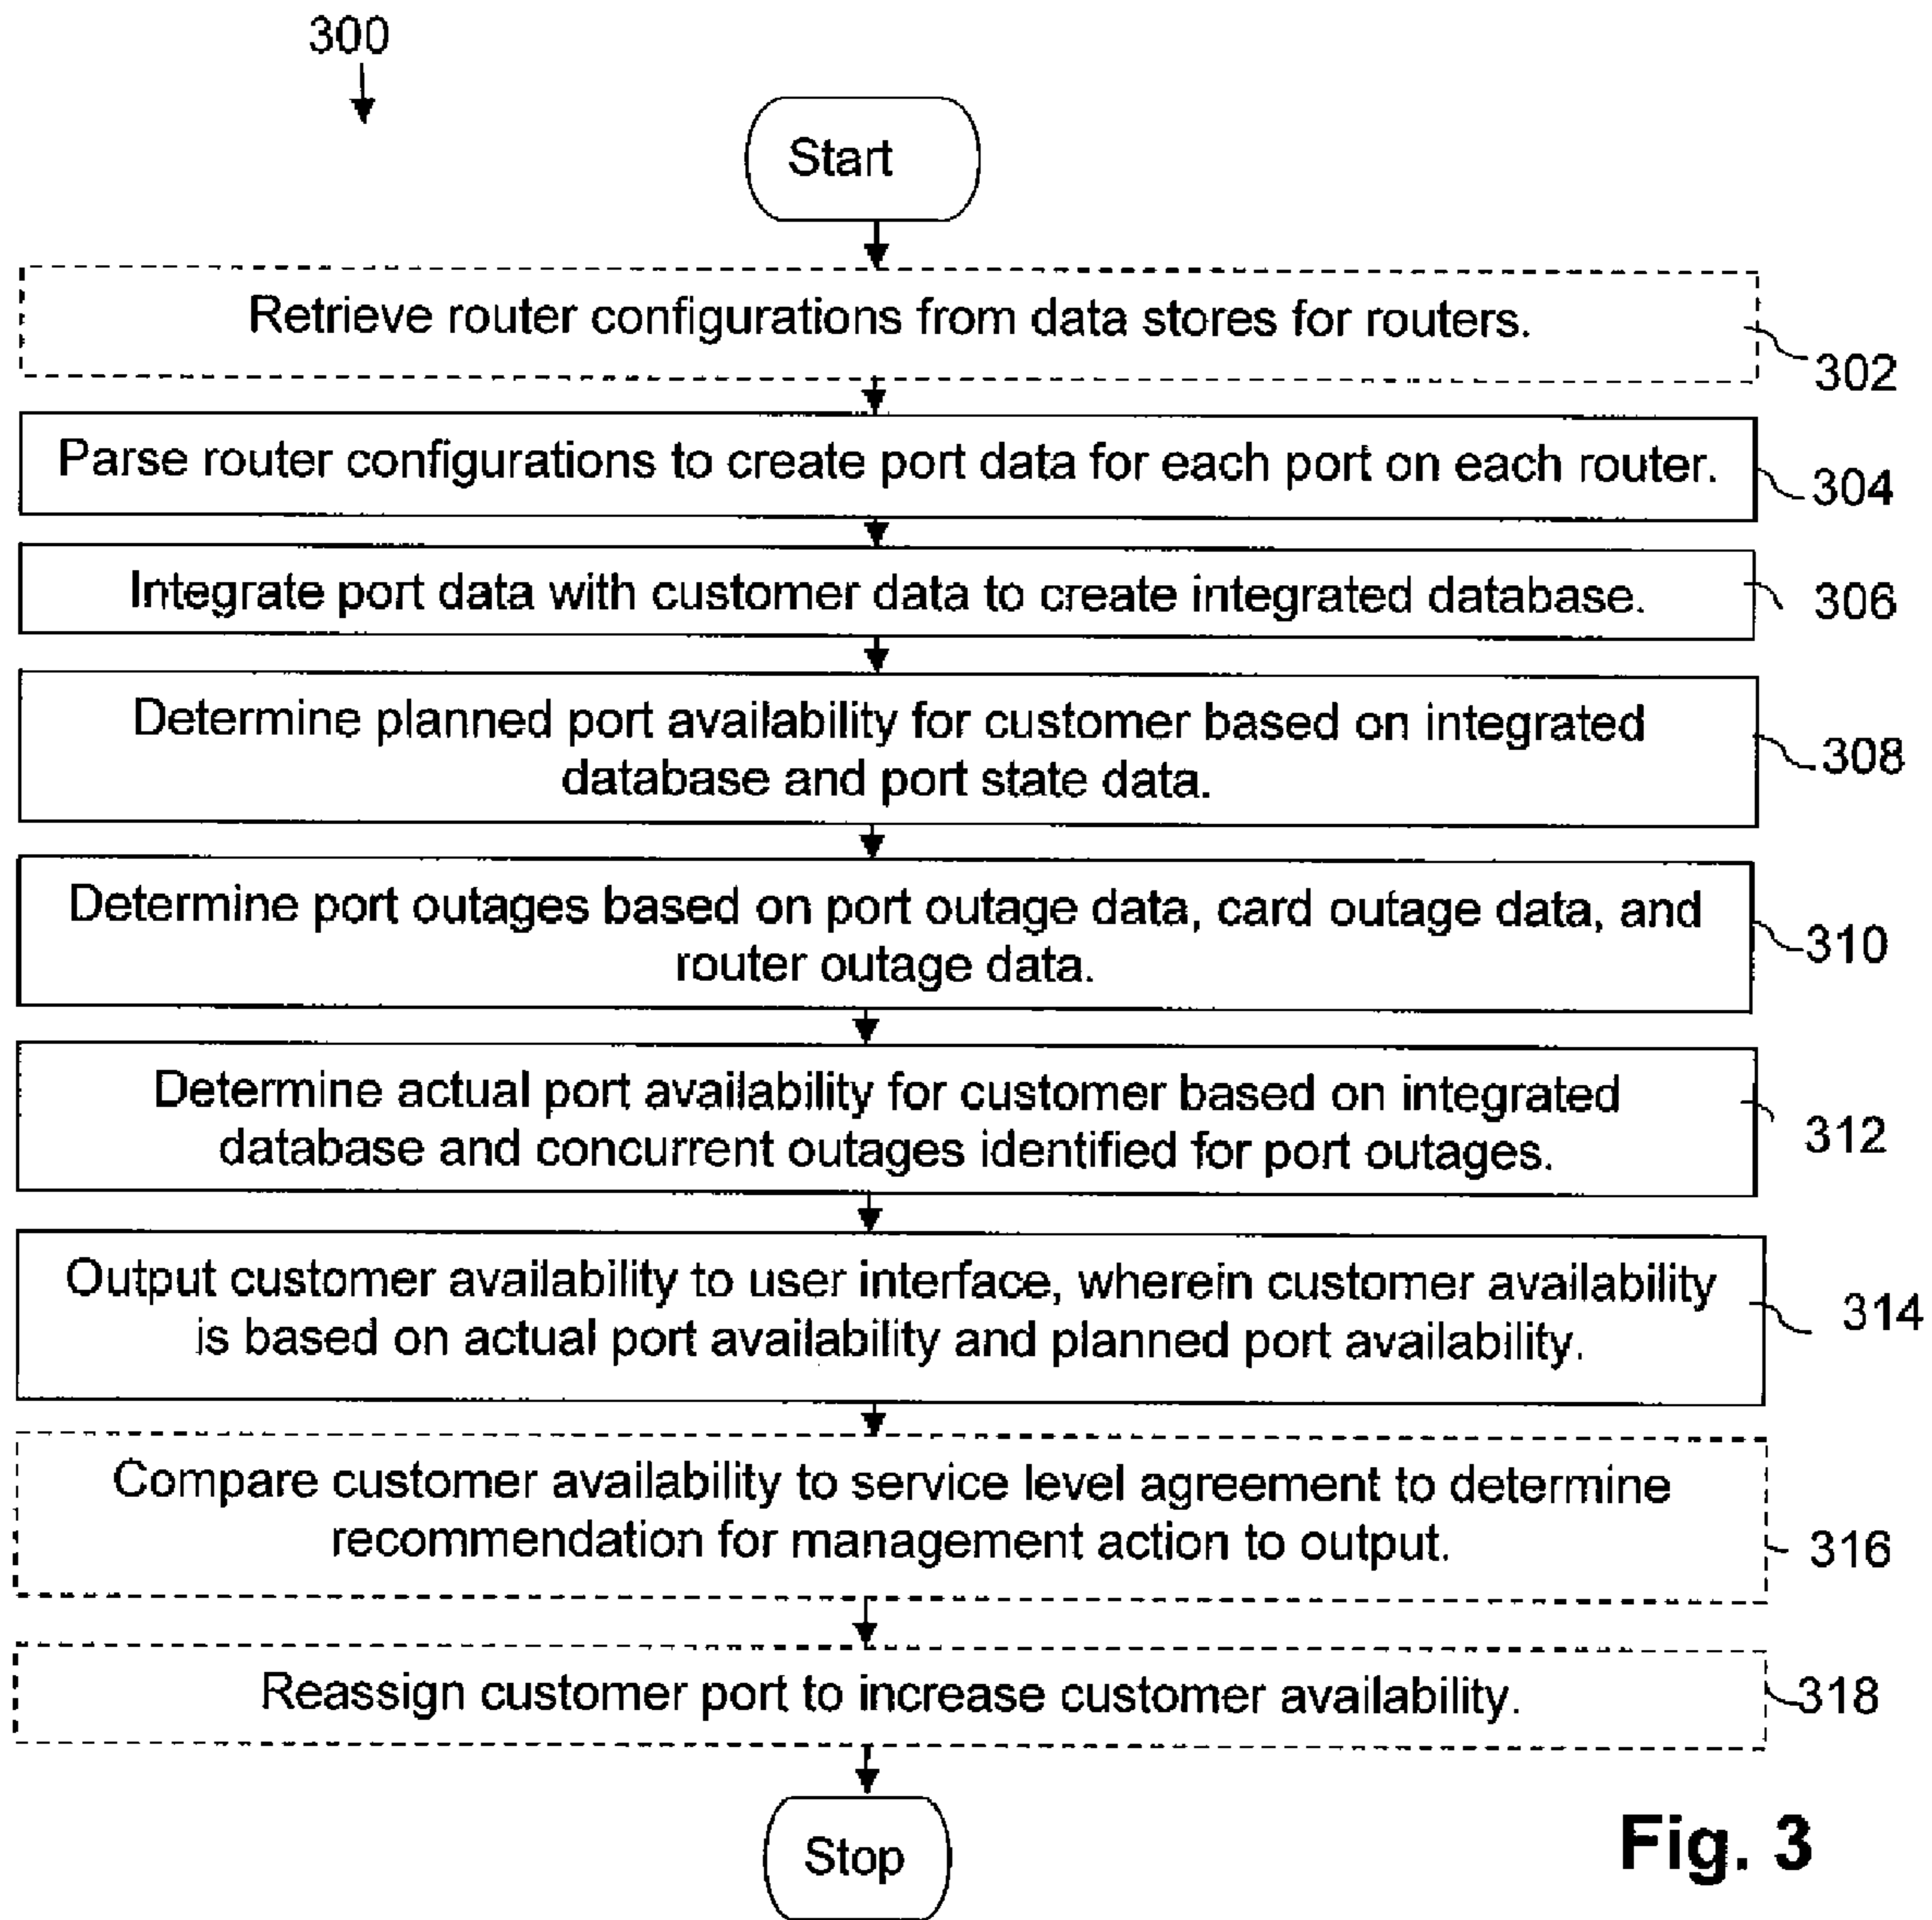 300
Start
Retrieve router configurations from data stores for routers.
302
Parse router configurations to create port data for each port on each router.
304
Integrate port data with customer data to create integrated database.
306
Determine planned port availability for customer based on integrated
database and port state data.
308
Determine port outages based on port outage data, card outage data, and
router outage data.
310
Determine actual port availability for customer based on integrated
database and concurrent outages identified for port outages.
312
Output customer availability to user interface, wherein customer availability
is based on actual port availability and planned port availability.
314
Compare customer availability to service level agreement to determine
recommendation for management action to output.
316
Reassign customer port to increase customer availability.
318
Stop
Fig. 3